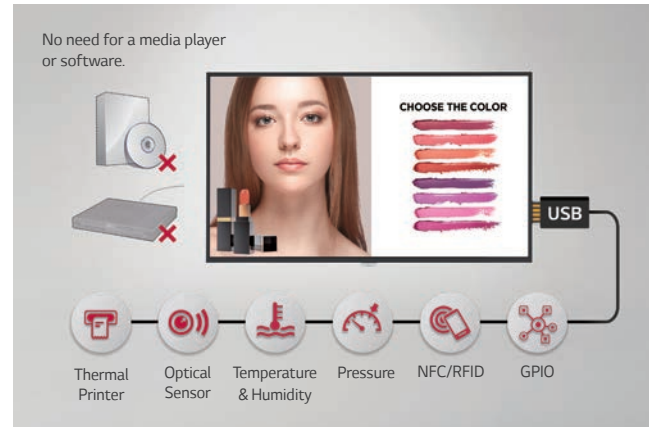 No need for a media player
or software.
CHOOSE THE COLOR
USB
Thermal
Printer
Optical
Sensor
Temperature
& Humidity
Pressure
NFC/RFID
GPIO